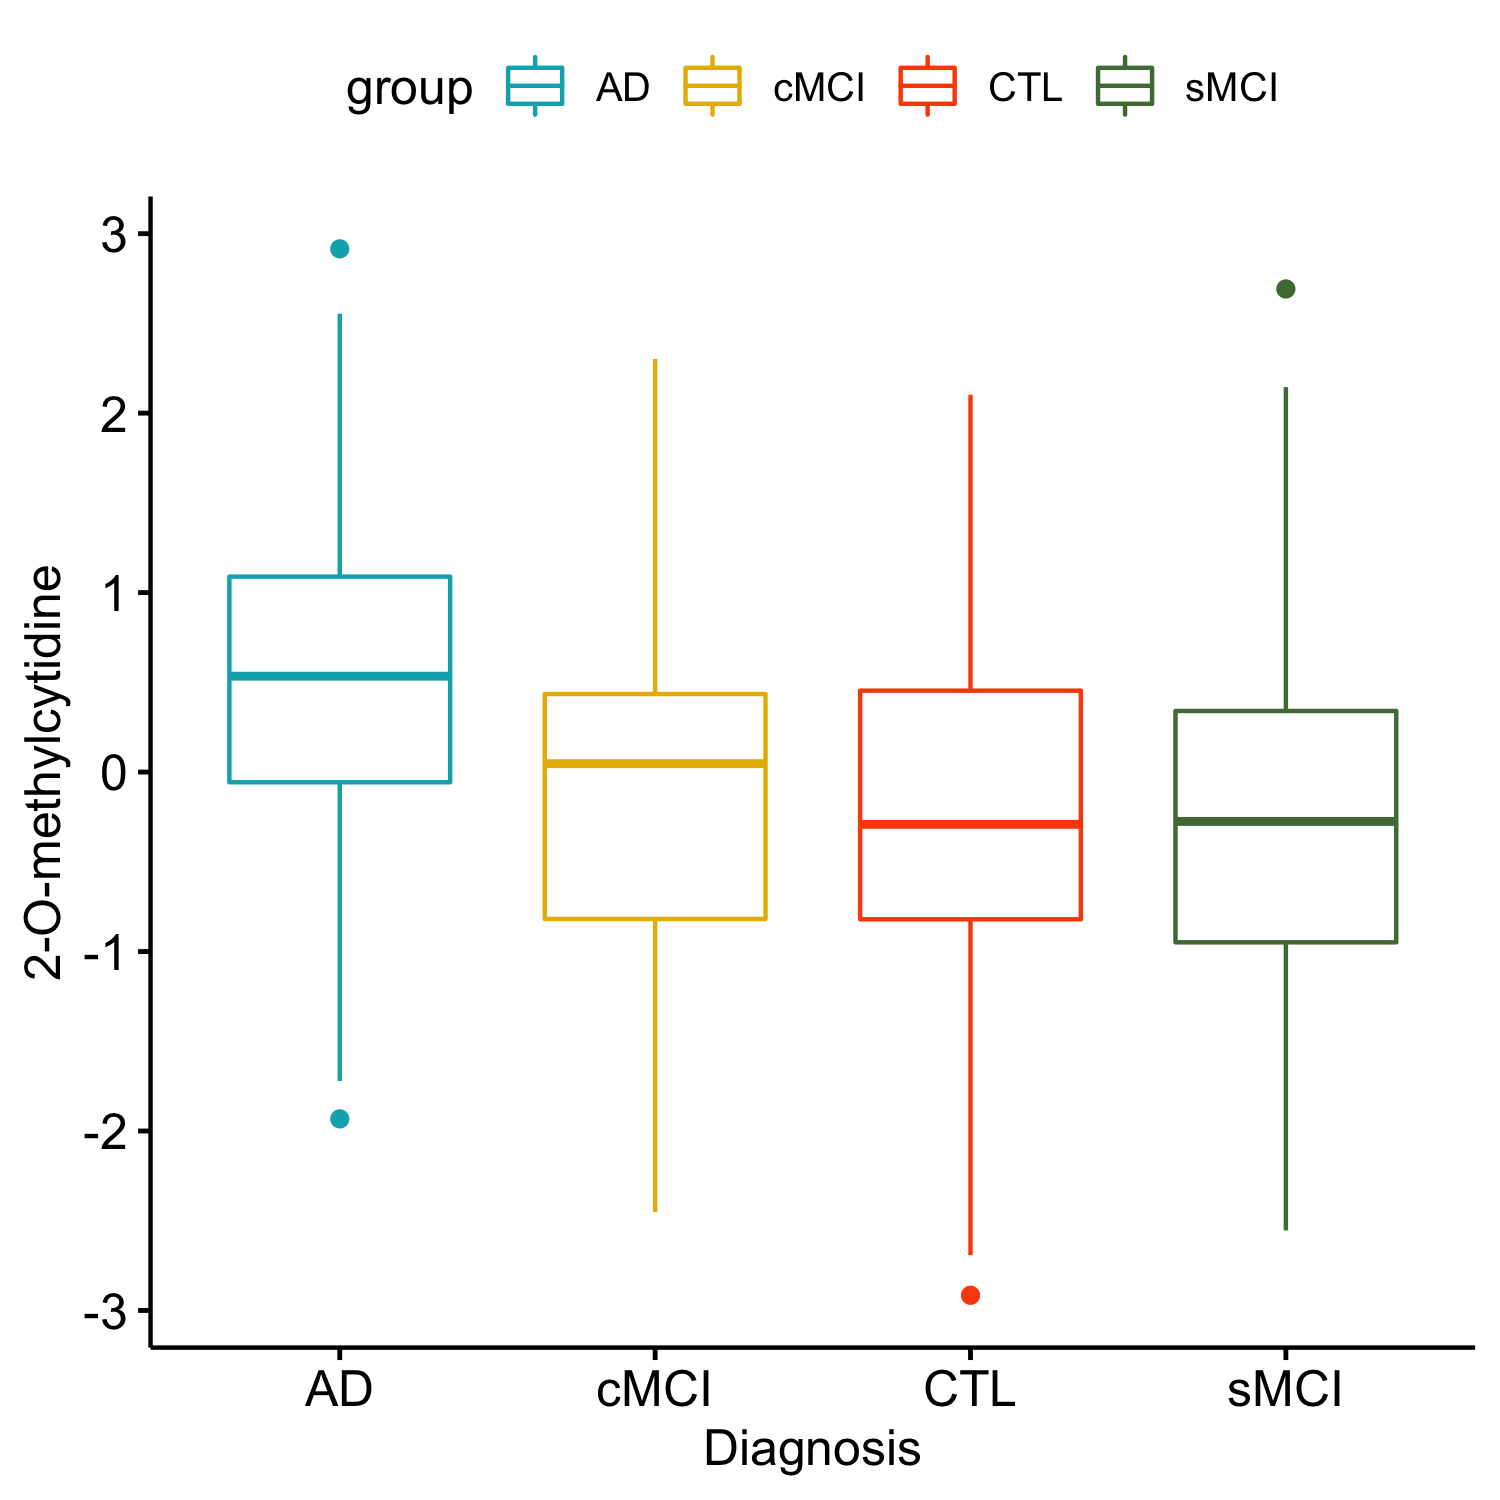 group AD cMCI CTL sMCI
3
2
1
0
-1
-2
-3
2-O-methylcytidine
AD cMCI CTL sMCI
Diagnosis